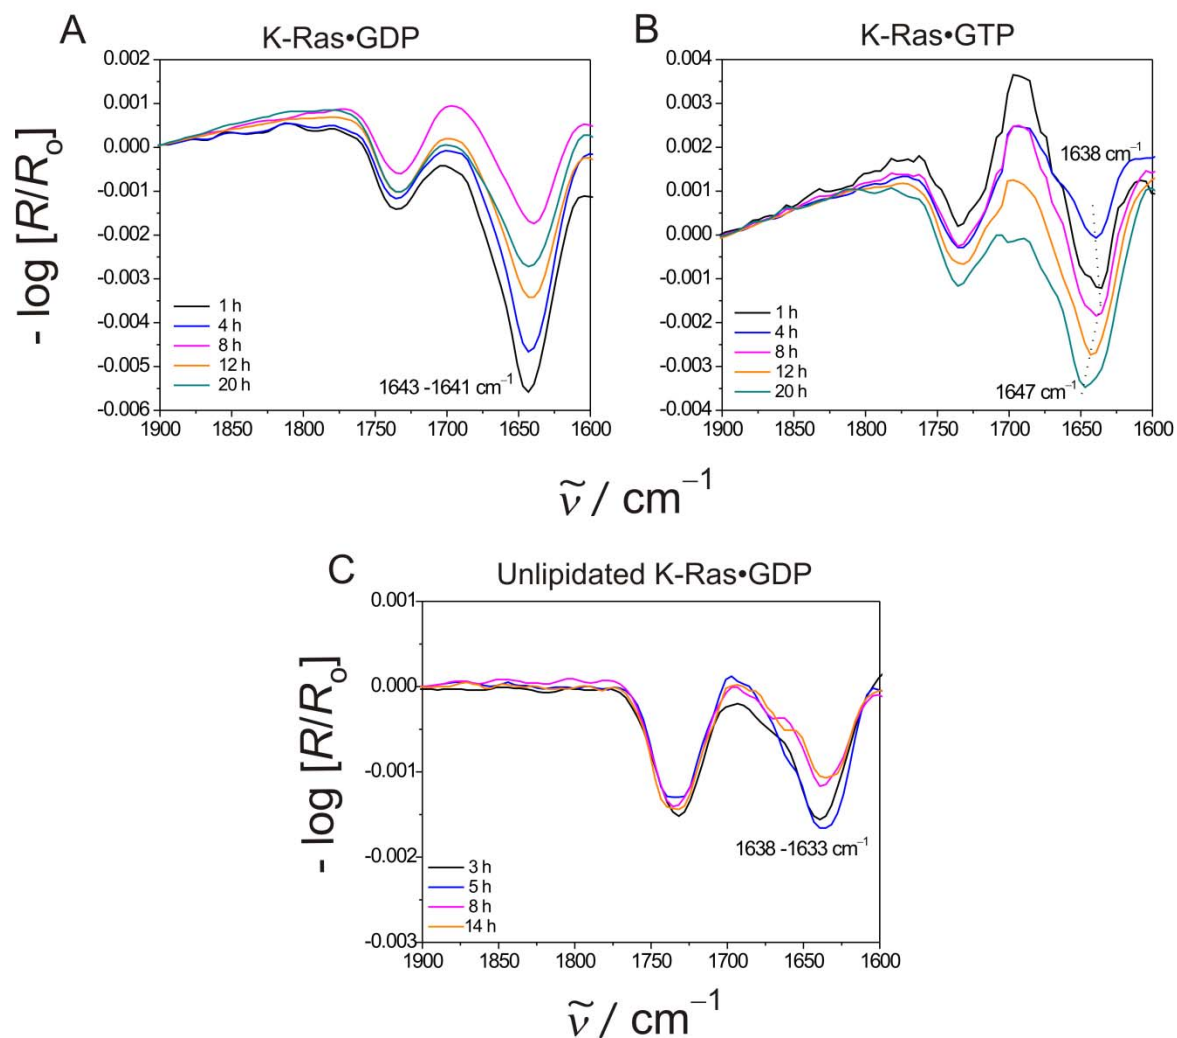 A
K-Ras•GDP
0.002
0.001
0.000
-0.001
-0.002
-0.003
-0.004
-0.005
-0.006
- log [R/Rₒ]
1 h
4 h
8 h
12 h
20 h
1643 -1641 cm⁻¹
1900 1850 1800 1750 1700 1650 1600
B
K-Ras•GTP
0.004
0.003
0.002
0.001
0.000
-0.001
-0.002
-0.003
-0.004
1638 cm⁻¹
1 h
4 h
8 h
12 h
20 h
1647 cm⁻¹
1900 1850 1800 1750 1700 1650 1600
ṽ / cm⁻¹
C
Unlipidated K-Ras•GDP
0.001
0.000
-0.001
-0.002
-0.003
- log [R/Rₒ]
1638 -1633 cm⁻¹
3 h
5 h
8 h
14 h
1900 1850 1800 1750 1700 1650 1600
ṽ / cm⁻¹